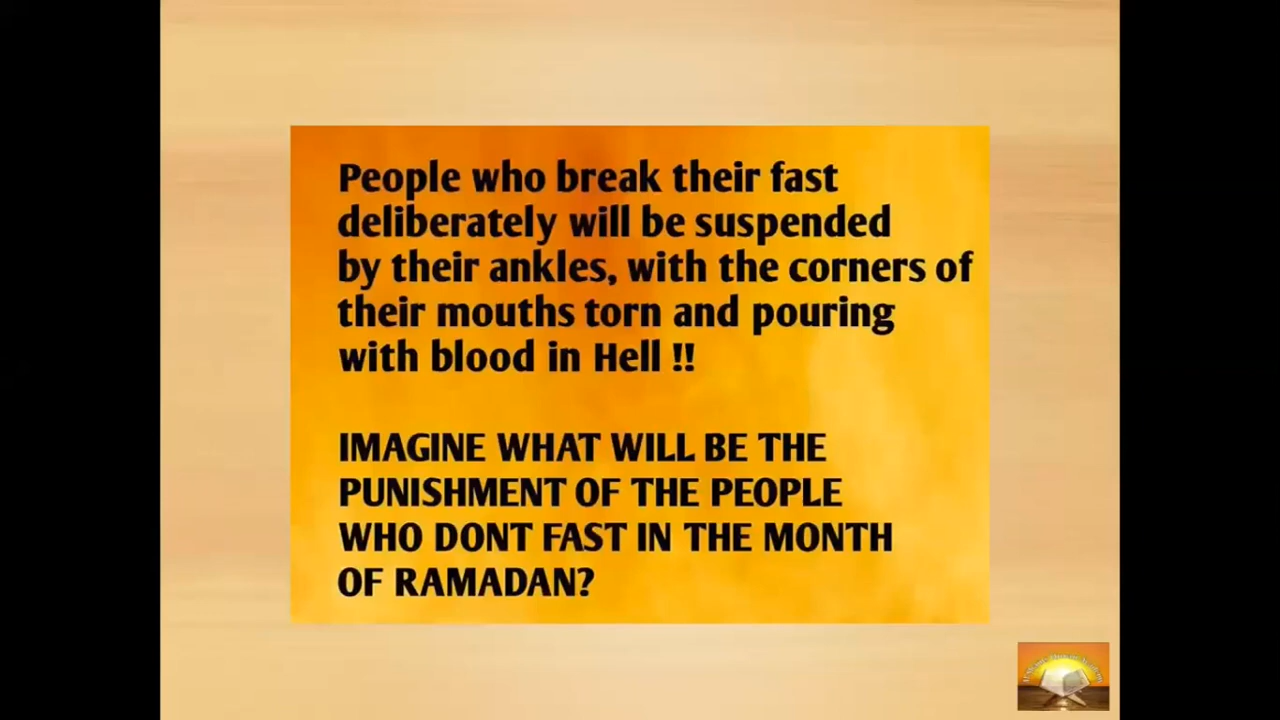 People who break their fast
deliberately will be suspended
by their ankles, with the corners of
their mouths torn and pouring
with blood in Hell !!
IMAGINE WHAT WILL BE THE
PUNISHMENT OF THE PEOPLE
WHO DONT FAST IN THE MONTH
OF RAMADAN?